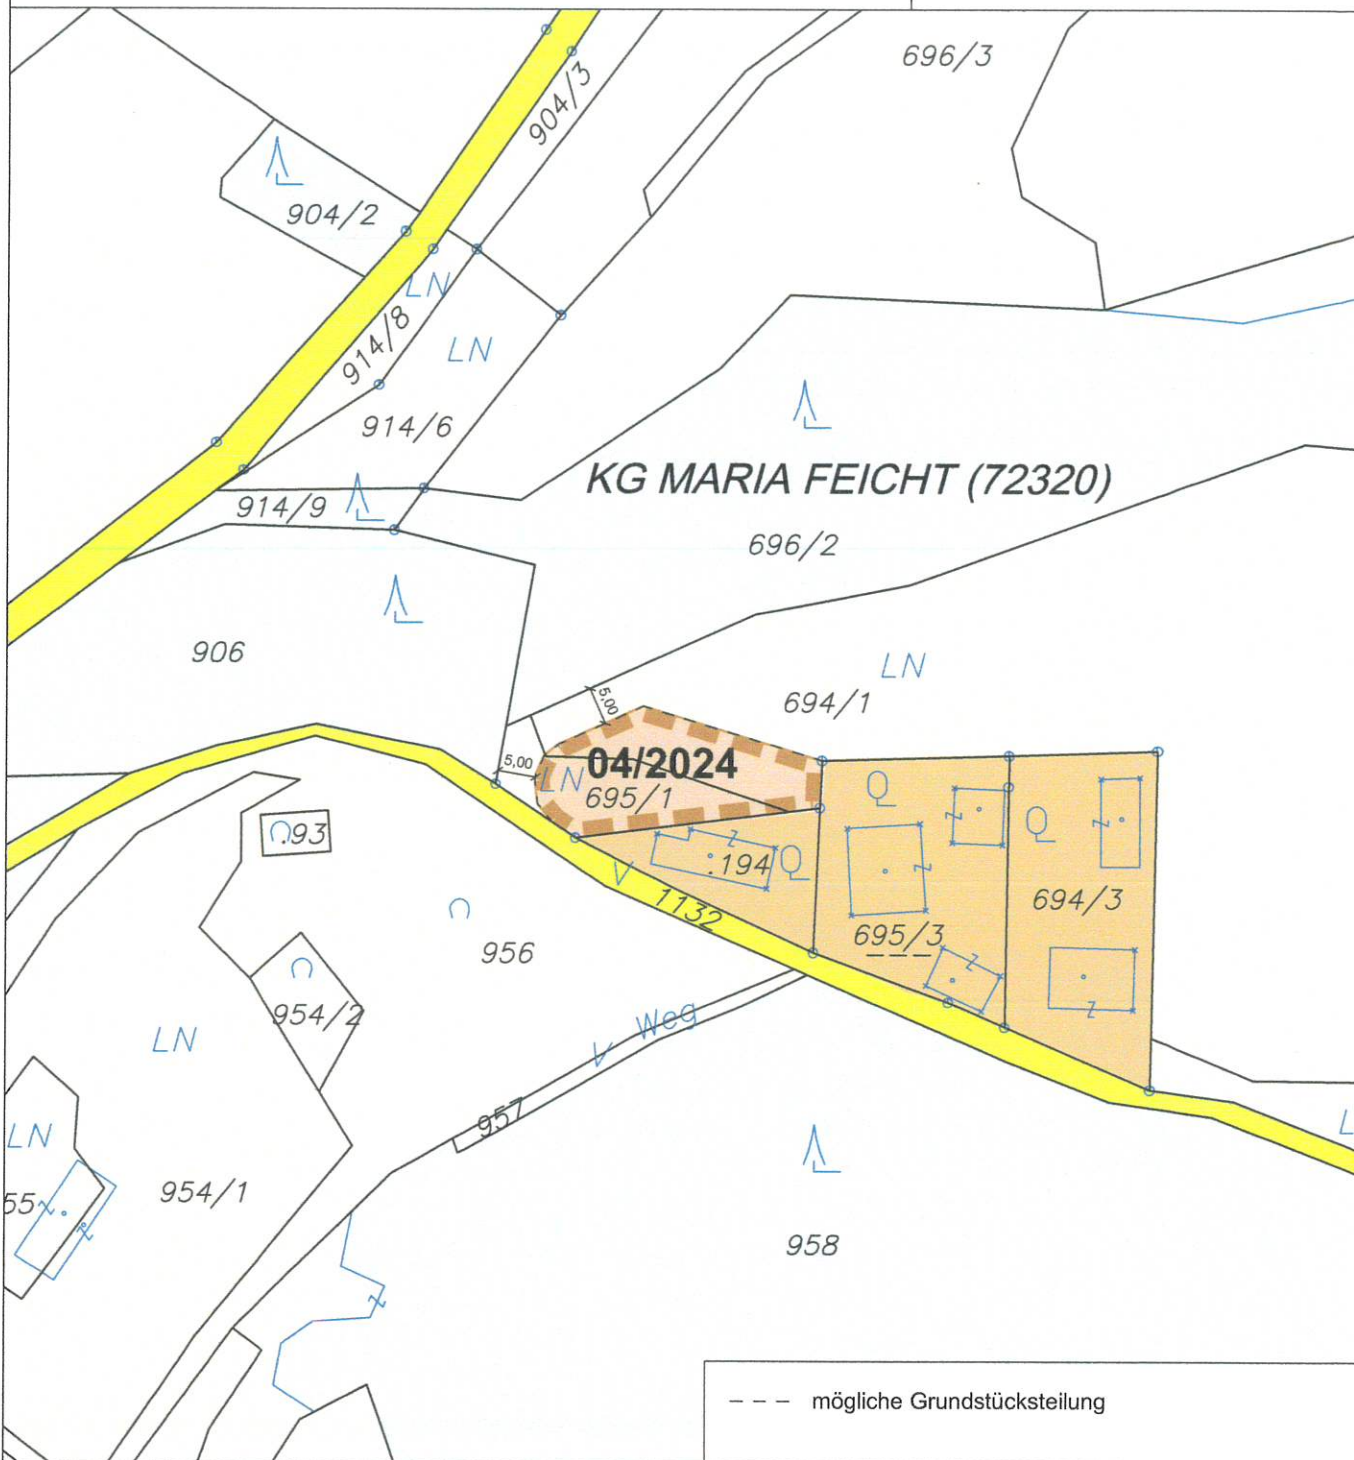 696/3
904/3
904/2
LN
914/8
LN
914/6
KG MARIA FEICHT (72320)
914/9
696/2
906
LN
694/1
5,00
5,00
04/2024
LN
695/1
.93
.194
V
1132
694/3
695/3
956
954/2
Weg
V
LN
957
LN
L
55
954/1
958
mögliche Grundstücksteilung